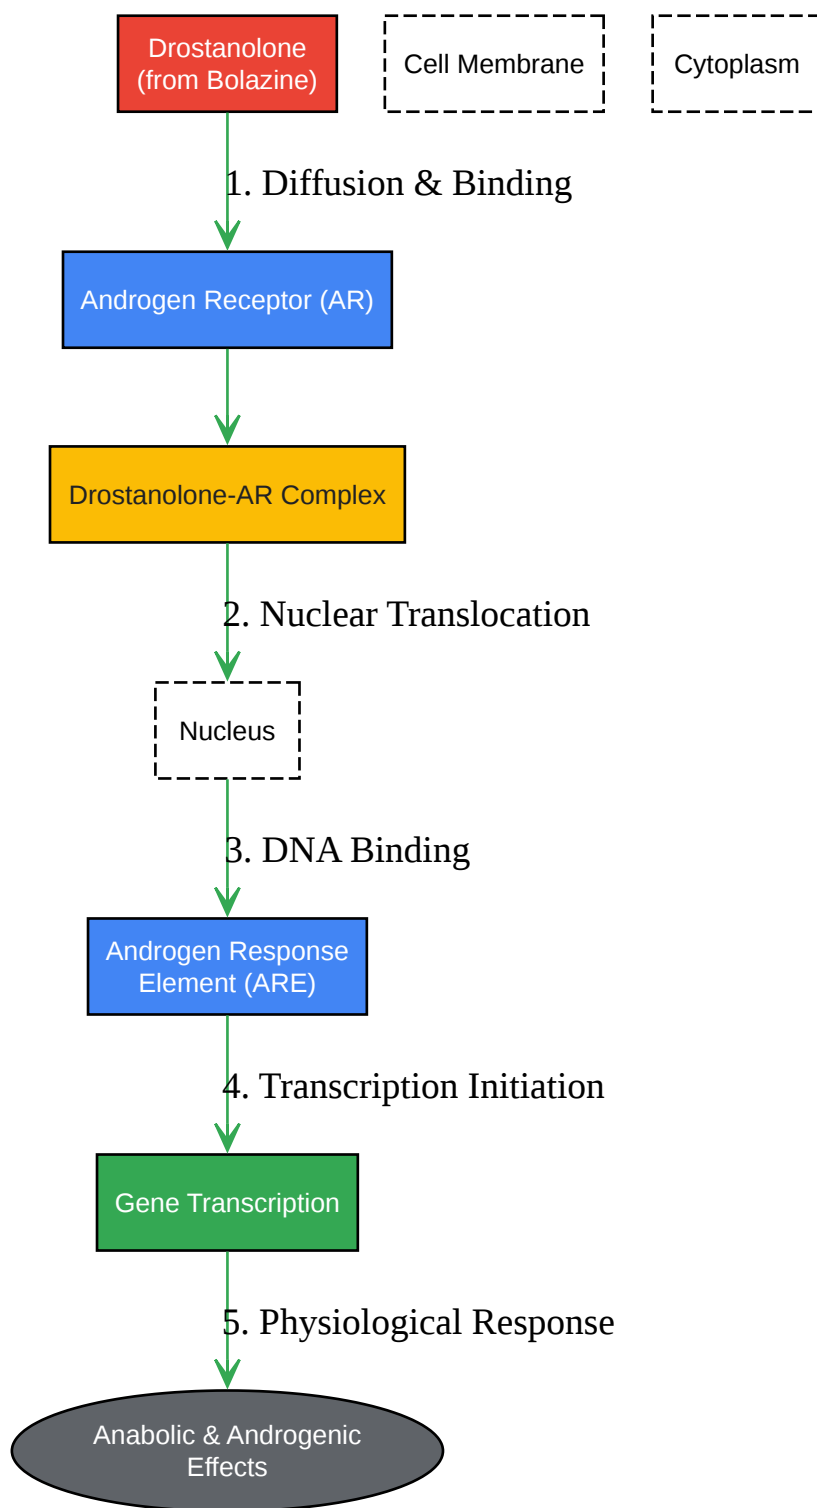 Drostanolone
(from Bolazine)
Cell Membrane
Cytoplasm
1. Diffusion & Binding
Androgen Receptor (AR)
Drostanolone-AR Complex
2. Nuclear Translocation
Nucleus
3. DNA Binding
Androgen Response
Element (ARE)
4. Transcription Initiation
Gene Transcription
5. Physiological Response
Anabolic & Androgenic
Effects